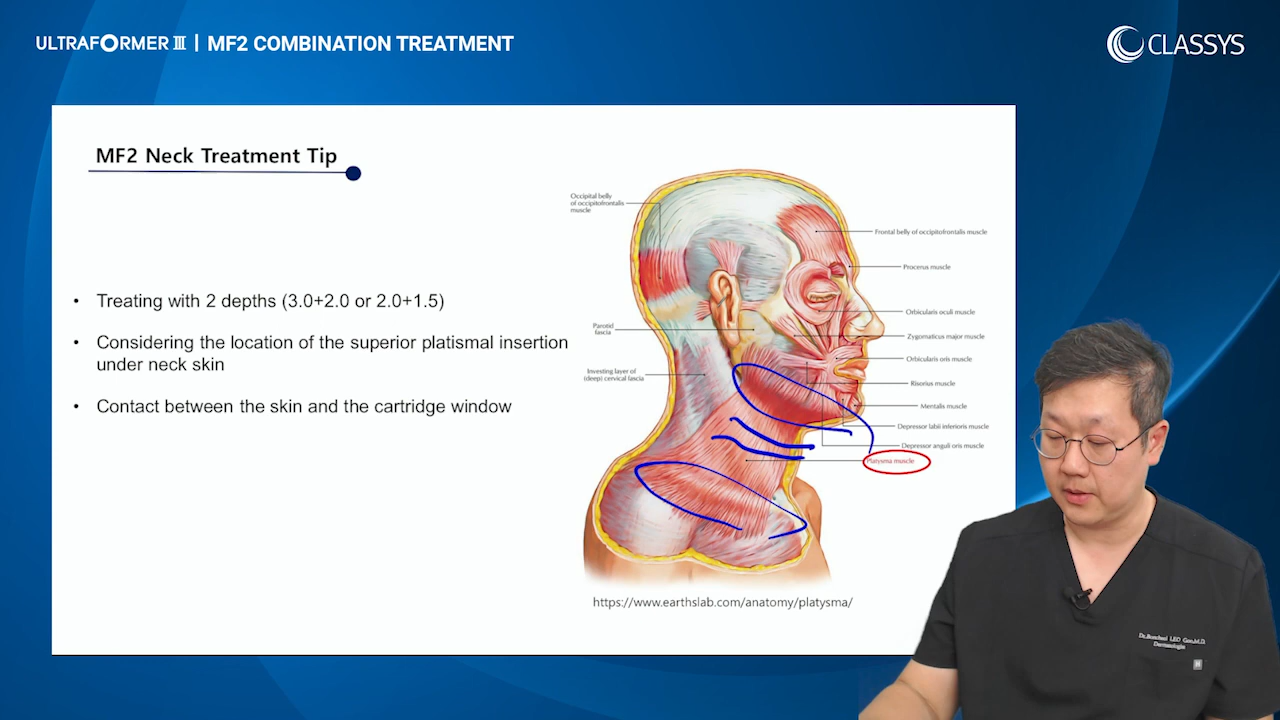 ULTRAFORMER III | MF2 COMBINATION TREATMENT
CLASSYS
MF2 Neck Treatment Tip
• Treating with 2 depths (3.0+2.0 or 2.0+1.5)
• Considering the location of the superior platismal insertion
under neck skin
• Contact between the skin and the cartridge window
Occipital belly
of occipitofrontalis
muscle
Parotid
fascia
Investing layer of
(deep) cervical fascia
Frontal belly of occipitofrontalis muscle
Procerus muscle
Orbicularis oculi muscle
Zygomaticus major muscle
Orbicularis oris muscle
Risorius muscle
Mentalis muscle
Depressor labii inferioris muscle
Depressor anguli oris muscle
Platysma muscle
https://www.earthslab.com/anatomy/platysma/
Dermatologist